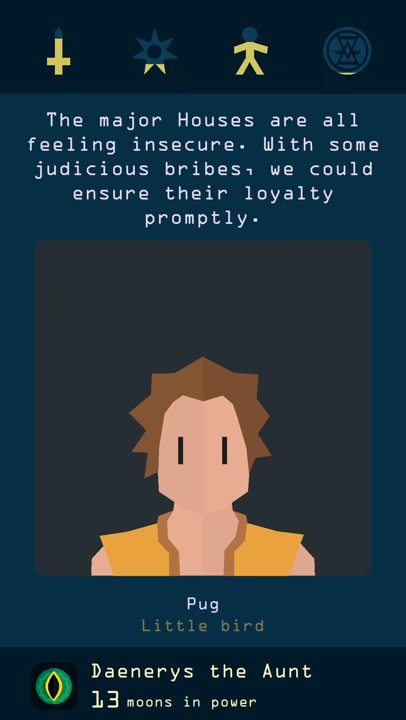 The major Houses are all
feeling insecure. With some
judicious bribes, we could
ensure their loyalty
promptly.
Pug
Little bird
Daenerys the Aunt
13 moons in power